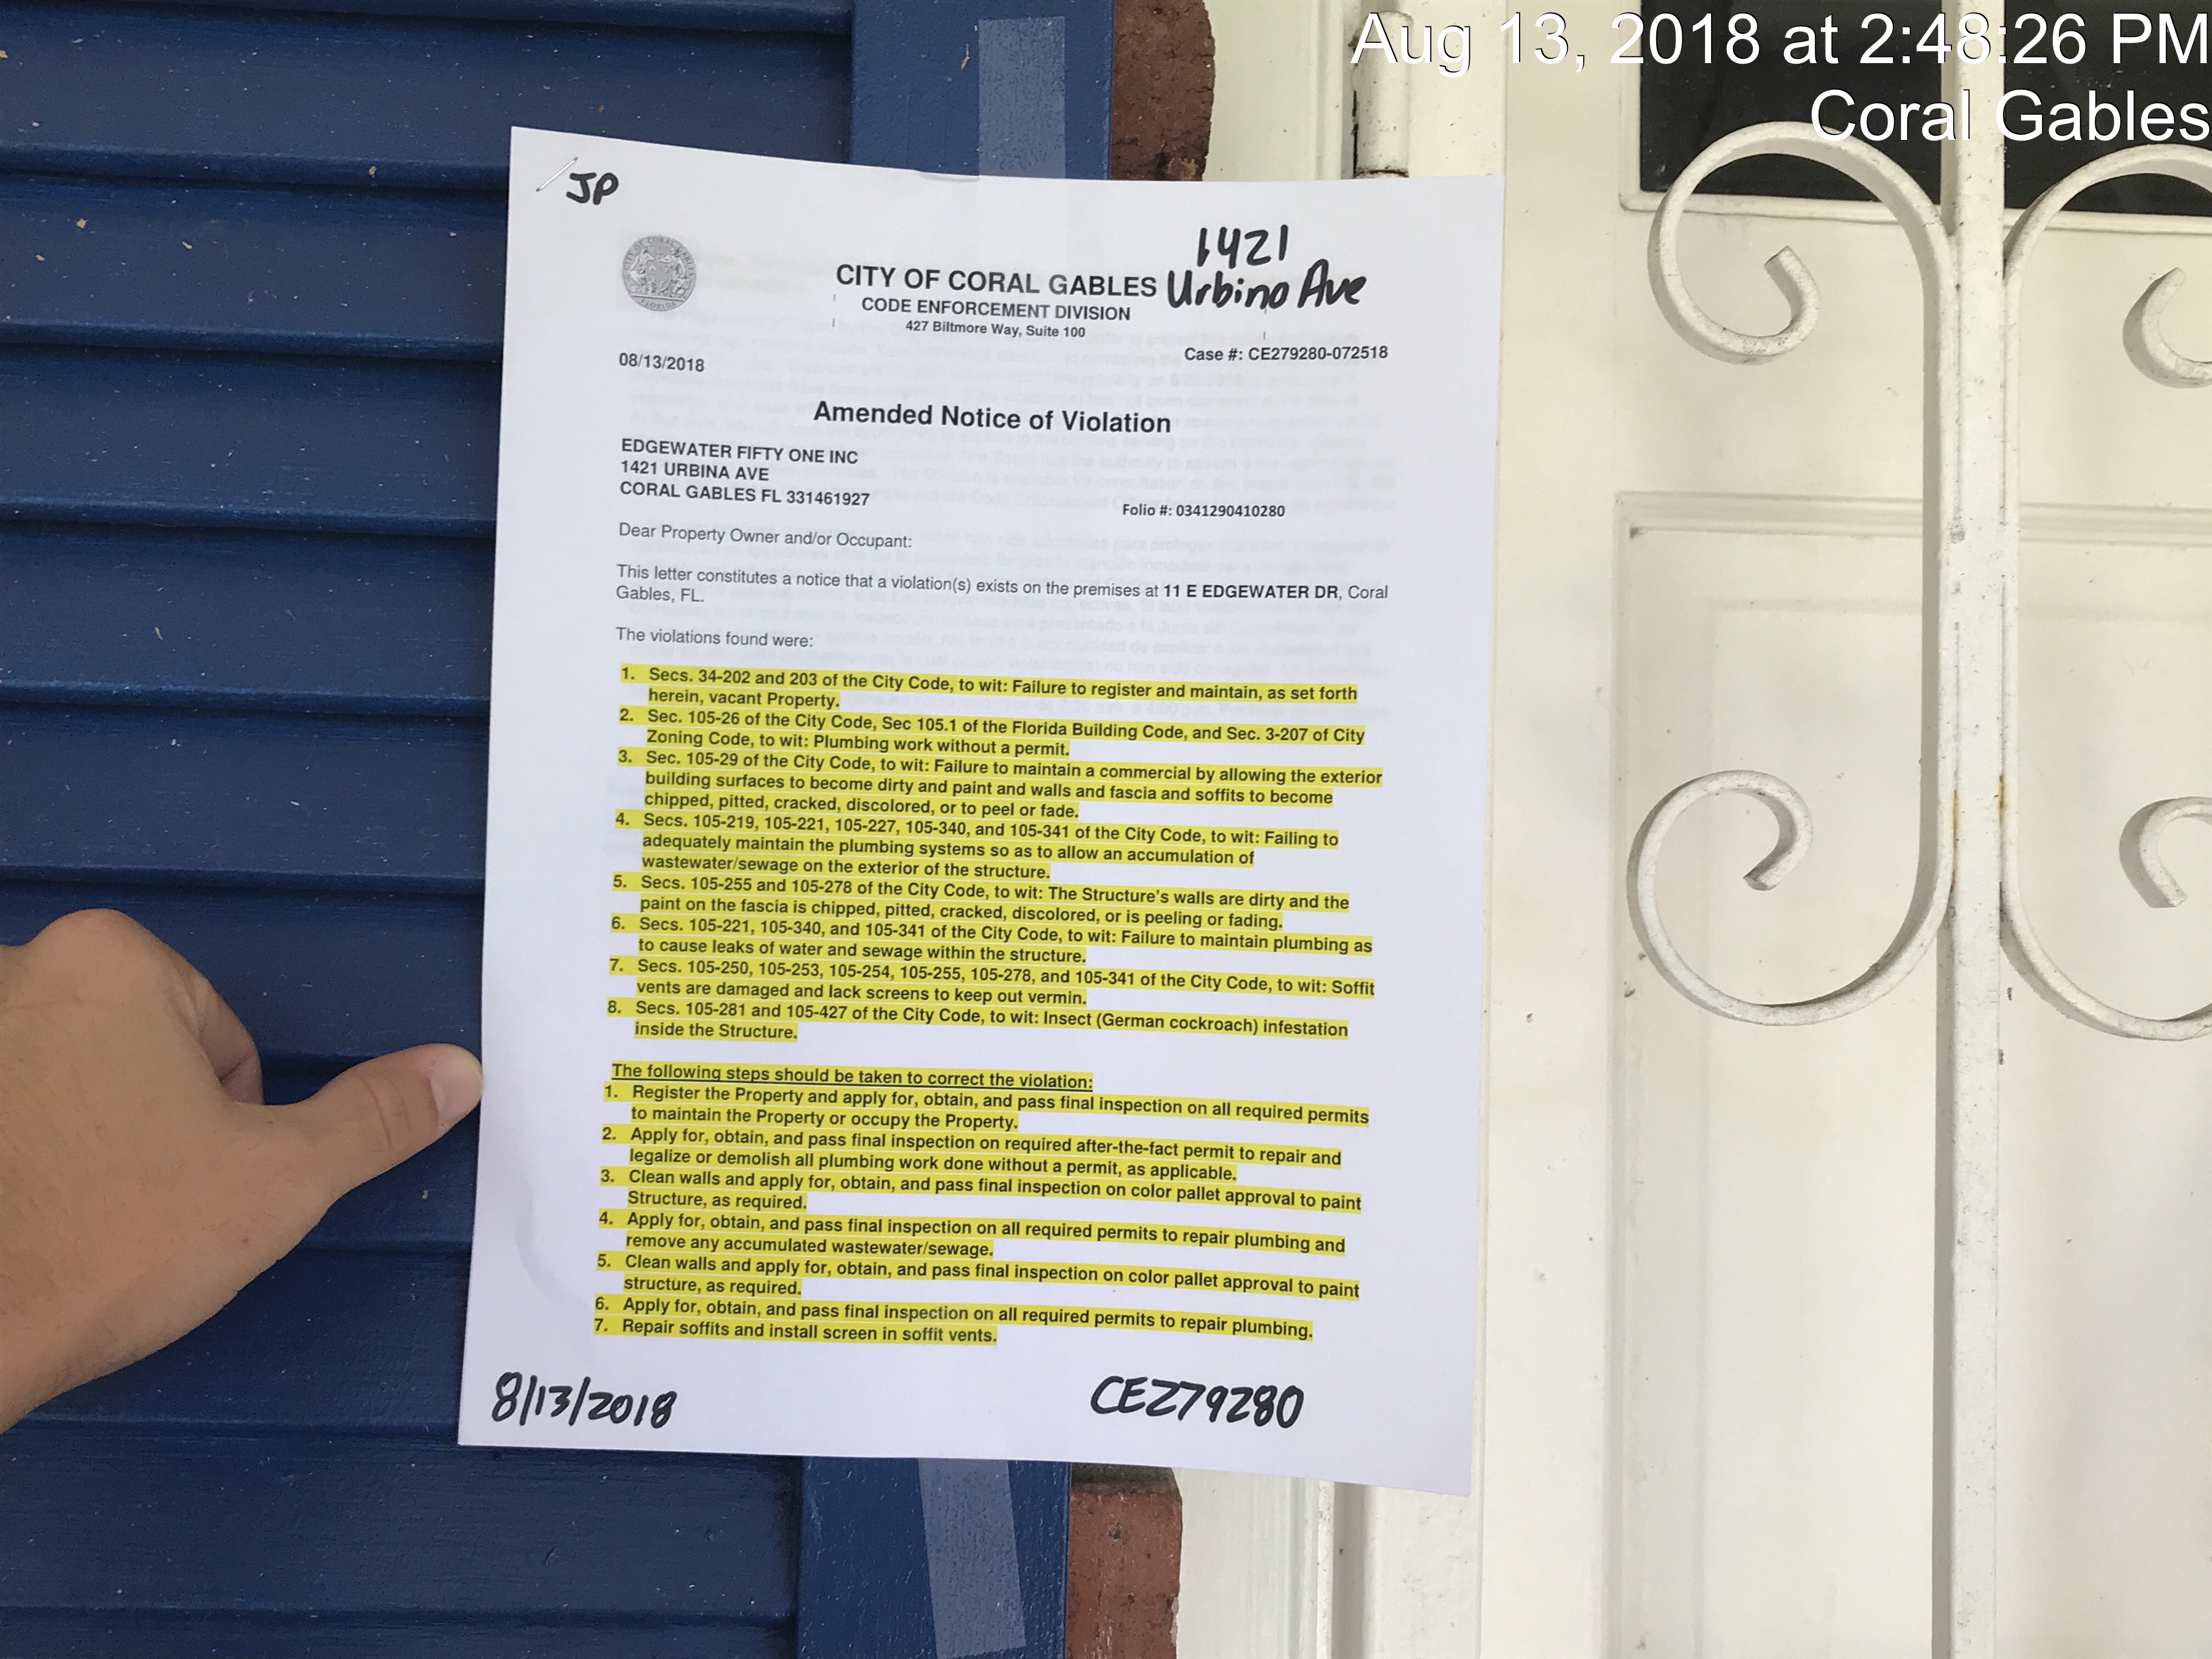 Aug 13, 2018 at 2:48:26 PM
Coral Gables
JP
1421
Urbino Ave
CITY OF CORAL GABLES
CODE ENFORCEMENT DIVISION
427 Biltmore Way, Suite 100
Case #: CE279280-072518
08/13/2018
Amended Notice of Violation
EDGEWATER FIFTY ONE INC
1421 URBINA AVE
CORAL GABLES FL 331461927
Folio #: 0341290410280
Dear Property Owner and/or Occupant:
This letter constitutes a notice that a violation(s) exists on the premises at 11 E EDGEWATER DR, Coral
Gables, FL.
The violations found were:
1. Secs. 34-202 and 203 of the City Code, to wit: Failure to register and maintain, as set forth
herein, vacant Property.
2. Sec. 105-26 of the City Code, Sec 105.1 of the Florida Building Code, and Sec. 3-207 of City
Zoning Code, to wit: Plumbing work without a permit.
3. Sec. 105-29 of the City Code, to wit: Failure to maintain a commercial by allowing the exterior
building surfaces to become dirty and paint and walls and fascia and soffits to become
chipped, pitted, cracked, discolored, or to peel or fade.
4. Secs. 105-219, 105-221, 105-227, 105-340, and 105-341 of the City Code, to wit: Failing to
adequately maintain the plumbing systems so as to allow an accumulation of
wastewater/sewage on the exterior of the structure.
5. Secs. 105-255 and 105-278 of the City Code, to wit: The Structure's walls are dirty and the
paint on the fascia is chipped, pitted, cracked, discolored, or is peeling or fading.
6. Secs. 105-221, 105-340, and 105-341 of the City Code, to wit: Failure to maintain plumbing as
to cause leaks of water and sewage within the structure.
7. Secs. 105-250, 105-253, 105-254, 105-255, 105-278, and 105-341 of the City Code, to wit: Soffit
vents are damaged and lack screens to keep out vermin.
8. Secs. 105-281 and 105-427 of the City Code, to wit: Insect (German cockroach) infestation
inside the Structure.
The following steps should be taken to correct the violation:
1. Register the Property and apply for, obtain, and pass final inspection on all required permits
to maintain the Property or occupy the Property.
2. Apply for, obtain, and pass final inspection on required after-the-fact permit to repair and
legalize or demolish all plumbing work done without a permit, as applicable.
3. Clean walls and apply for, obtain, and pass final inspection on color pallet approval to paint
Structure, as required.
4. Apply for, obtain, and pass final inspection on all required permits to repair plumbing and
remove any accumulated wastewater/sewage.
5. Clean walls and apply for, obtain, and pass final inspection on color pallet approval to paint
structure, as required.
6. Apply for, obtain, and pass final inspection on all required permits to repair plumbing.
7. Repair soffits and install screen in soffit vents.
8/13/2018
CE279280